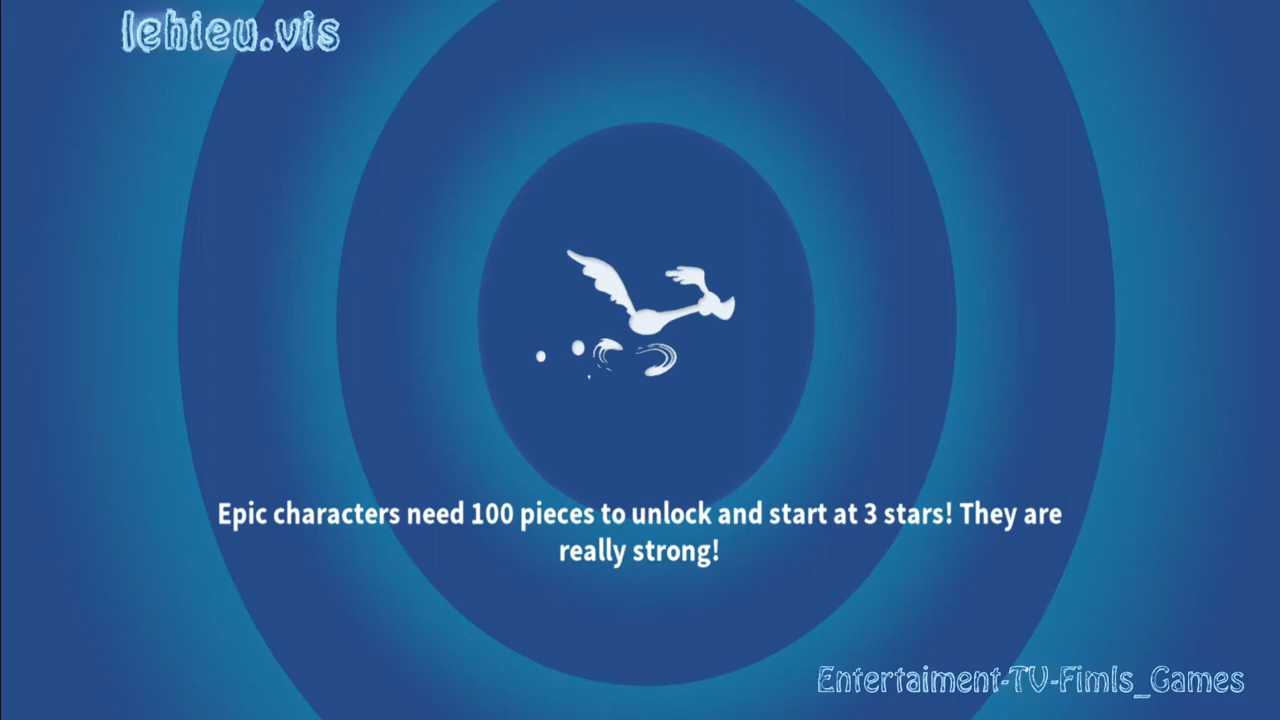 lehieu.vis
Epic characters need 100 pieces to unlock and start at 3 stars! They are
really strong!
Entertaiment-TV-Fimls_Games